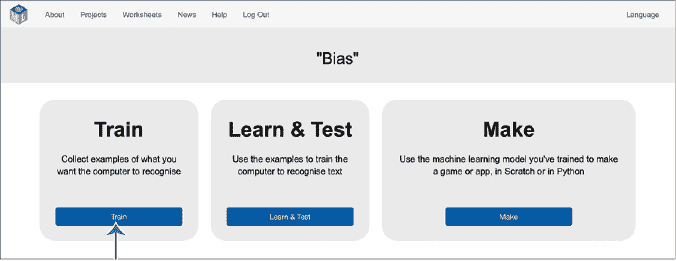 About Projects Worksheets News Help Log Out Language
"Bias"
Train
Collect examples of what you
want the computer to recognise
Train
Learn & Test
Use the examples to train the
computer to recognise text
Learn & Test
Make
Use the machine learning model you've trained to make
a game or app, in Scratch or in Python
Make